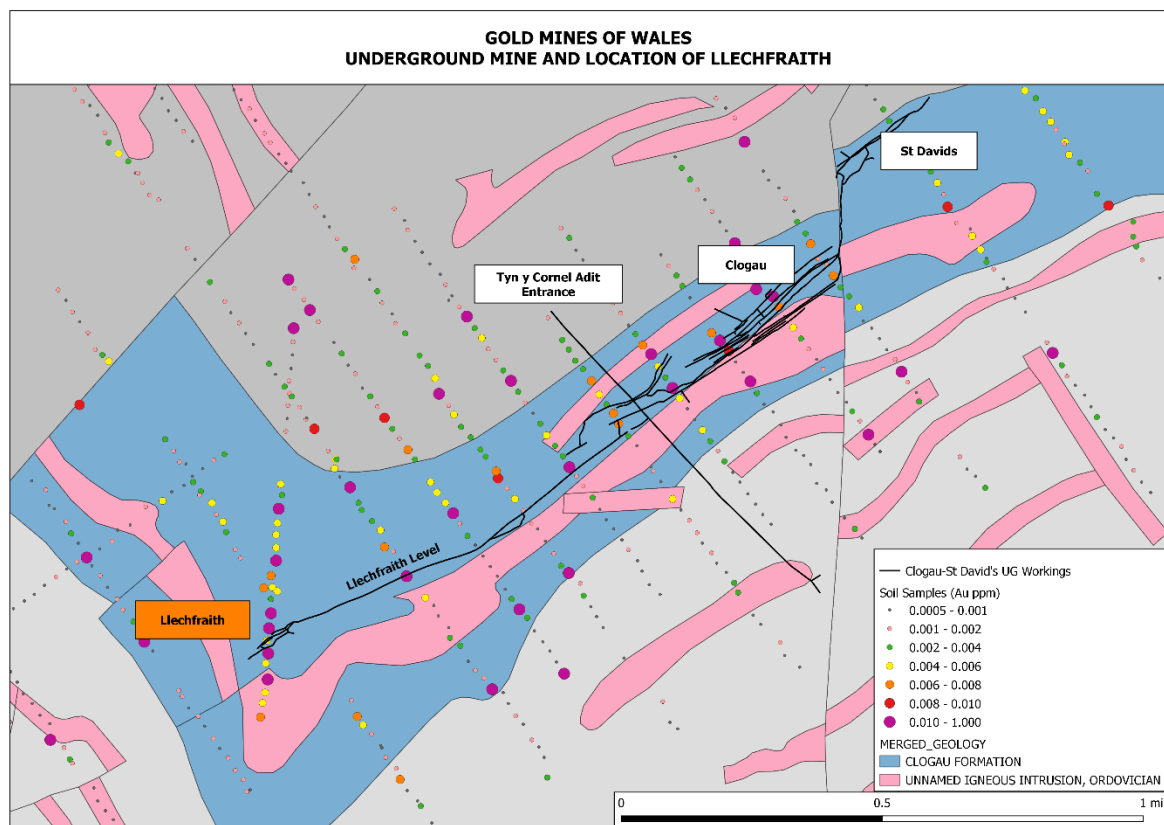 GOLD MINES OF WALES
UNDERGROUND MINE AND LOCATION OF LLECHFRAITH
St Davids
Clogau
Tyn y Cornel Adit
Entrance
Llechfraith Level
Llechfraith
Clogau-St David's UG Workings
Soil Samples (Au ppm)
0.0005 - 0.001
0.001 - 0.002
0.002 - 0.004
0.004 - 0.006
0.006 - 0.008
0.008 - 0.010
0.010 - 1.000
MERGED_GEOLOGY
CLOGAU FORMATION
UNNAMED IGNEOUS INTRUSION, ORDOVICIAN
0 0.5 1 mi